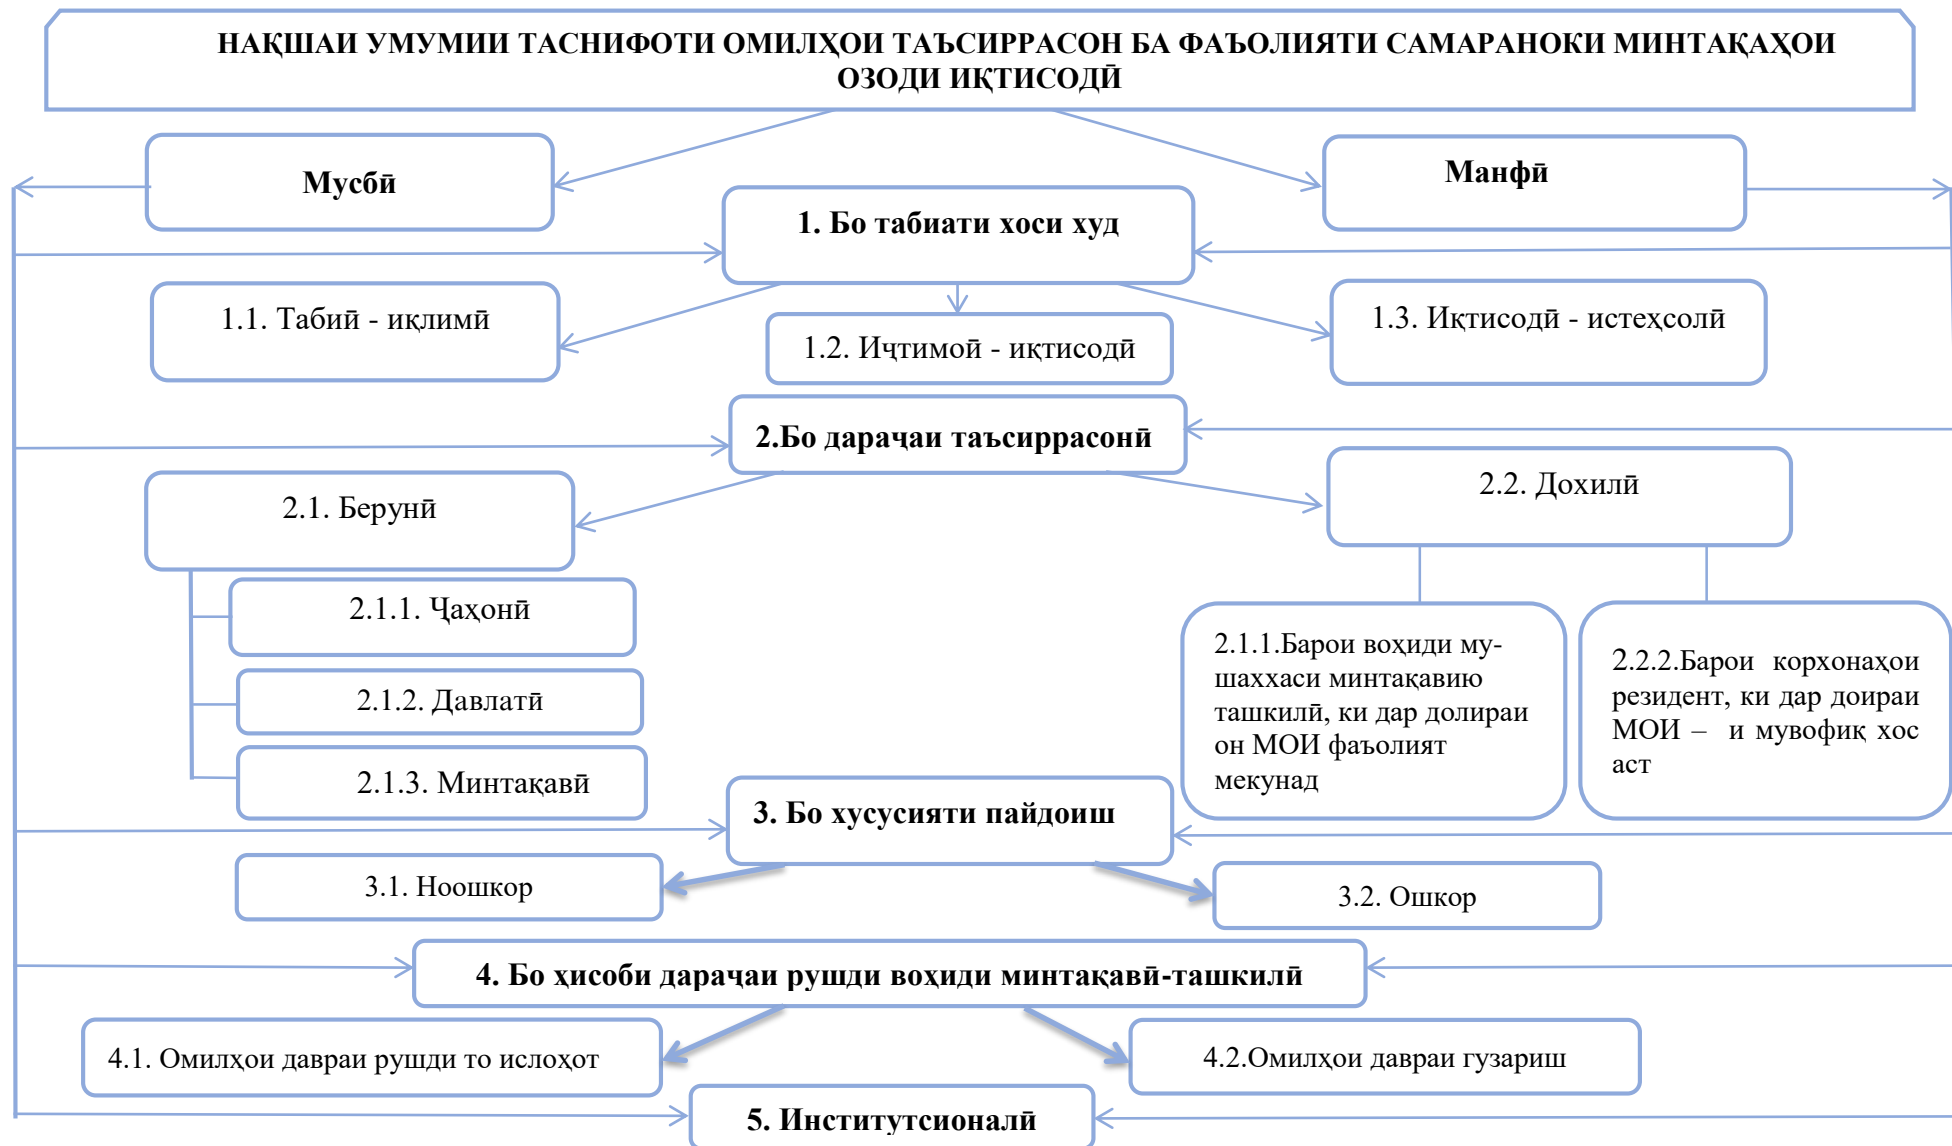 НАҚШАИ УМУМИИ ТАСНИФОТИ ОМИЛҲОИ ТАЪСИРРАСОН БА ФАЪОЛИЯТИ САМАРАНОКИ МИНТАҚАҲОИ
ОЗОДИ ИҚТИСОДӢ
Мусбӣ
Манфӣ
1. Бо табиати хоси худ
1.1. Табиӣ - иқлимӣ
1.2. Иҷтимоӣ - иқтисодӣ
1.3. Иқтисодӣ - истеҳсолӣ
2.Бо дараҷаи таъсиррасонӣ
2.1. Берунӣ
2.2. Дохилӣ
2.1.1. Ҷаҳонӣ
2.1.2. Давлатӣ
2.1.3. Минтақавӣ
2.1.1.Барои воҳиди му-
шаххаси минтақавию
ташкилӣ, ки дар долираи
он МОИ фаъолият
мекунад
2.2.2.Барои корхонаҳои
резидент, ки дар доираи
МОИ – и мувофиқ хос
аст
3. Бо хусусияти пайдоиш
3.1. Ноошкор
3.2. Ошкор
4. Бо ҳисоби дараҷаи рушди воҳиди минтақавӣ-ташкилӣ
4.1. Омилҳои давраи рушди то ислоҳот
4.2.Омилҳои давраи гузариш
5. Институтсионалӣ